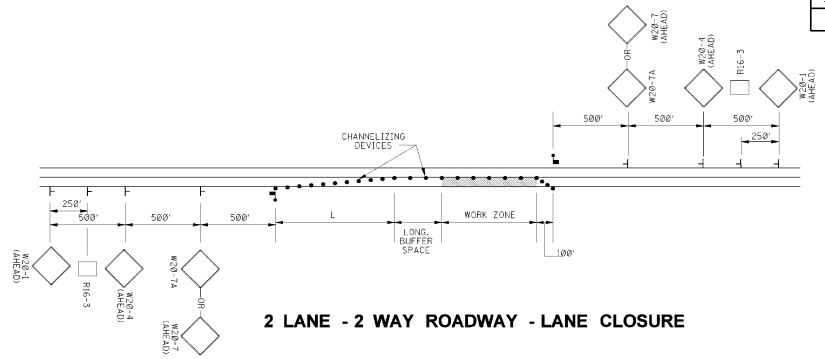 W20-7
(AHEAD)
OR
W20-7A
W20-4
(AHEAD)
R16-3
W20-1
(AHEAD)
500'
500'
500'
250'
CHANNELIZING
DEVICES
250'
500'
500'
500'
L
LONG.
BUFFER
SPACE
WORK ZONE
100'
W20-1
(AHEAD)
R16-3
W20-4
(AHEAD)
W20-7A
OR
W20-7
(AHEAD)
2 LANE - 2 WAY ROADWAY - LANE CLOSURE